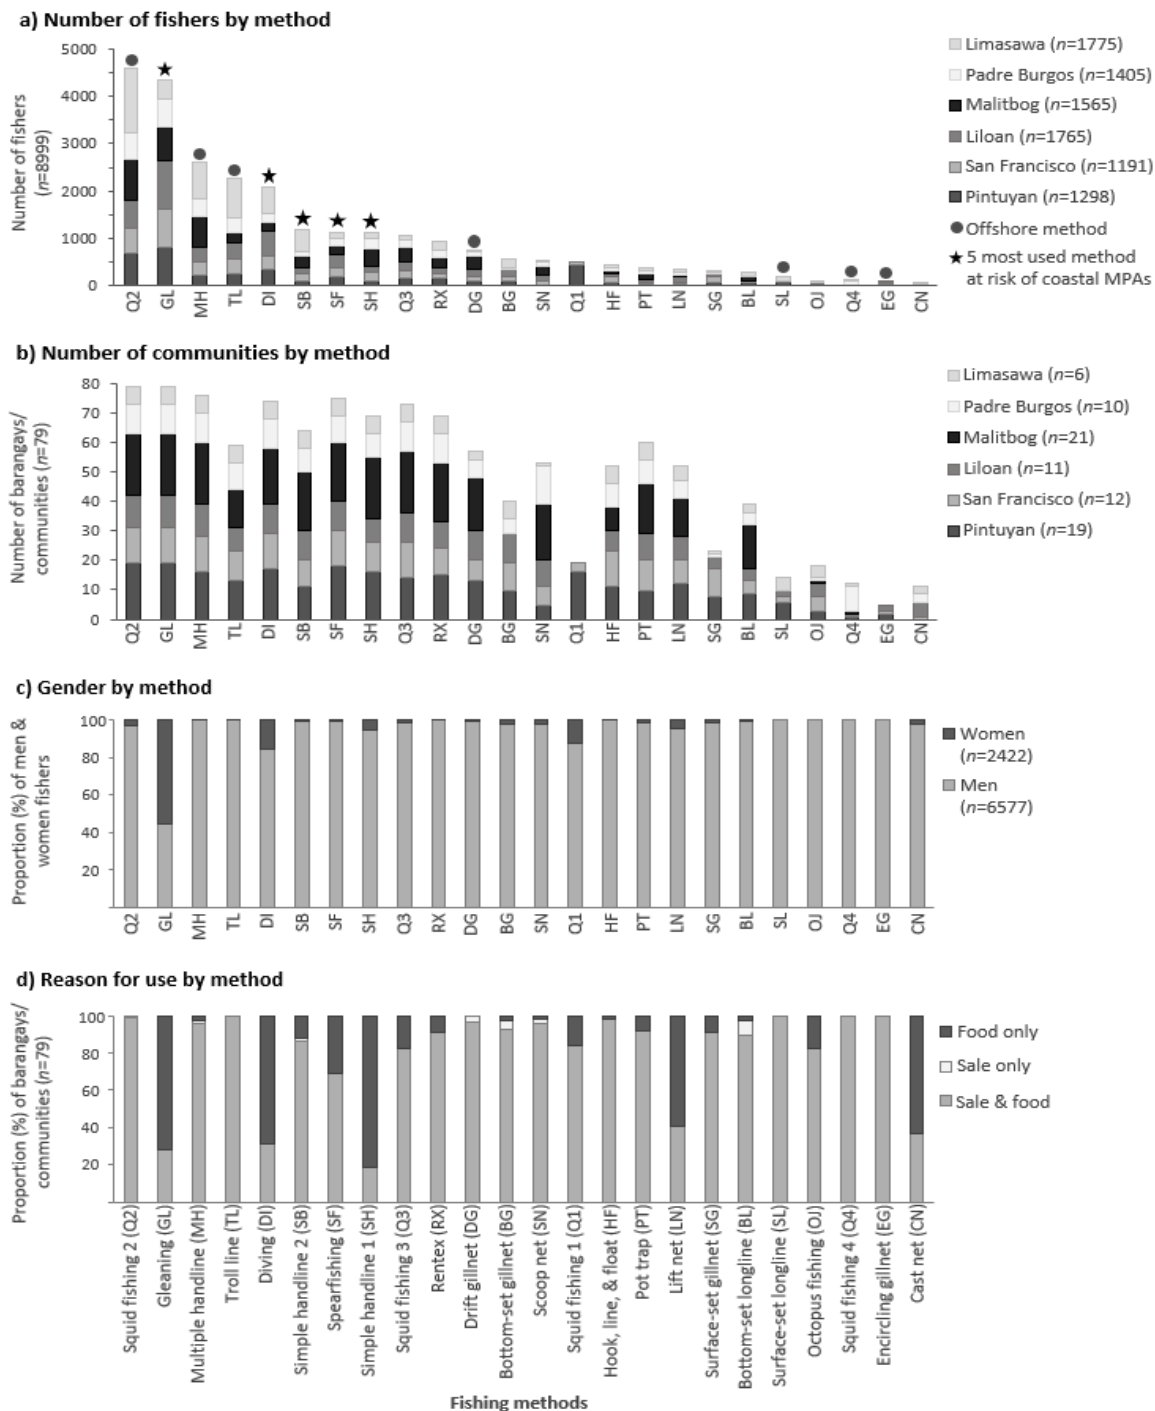 a) Number of fishers by method
Number of fishers
(n=8999)
5000
4000
3000
2000
1000
0
Q2 GL MH TL DI SB SF SH Q3 RX DG BG SN Q1 HF PT LN SG BL SL OJ Q4 EG CN
Limasawa (n=1775)
Padre Burgos (n=1405)
Malitbog (n=1565)
Liloan (n=1765)
San Francisco (n=1191)
Pintuyan (n=1298)
Offshore method
5 most used method
at risk of coastal MPAs
b) Number of communities by method
Number of barangays/
communities (n=79)
80
70
60
50
40
30
20
10
0
Q2 GL MH TL DI SB SF SH Q3 RX DG BG SN Q1 HF PT LN SG BL SL OJ Q4 EG CN
Limasawa (n=6)
Padre Burgos (n=10)
Malitbog (n=21)
Liloan (n=11)
San Francisco (n=12)
Pintuyan (n=19)
c) Gender by method
Proportion (%) of men &
women fishers
100
80
60
40
20
Q2 GL MH TL DI SB SF SH Q3 RX DG BG SN Q1 HF PT LN SG BL SL OJ Q4 EG CN
Women
(n=2422)
Men
(n=6577)
d) Reason for use by method
Proportion (%) of barangays/
communities (n=79)
100
80
60
40
20
Food only
Sale only
Sale & food
Squid fishing 2 (Q2)
Gleaning (GL)
Multiple handline (MH)
Troll line (TL)
Diving (DI)
Simple handline 2 (SB)
Spearfishing (SF)
Simple handline 1 (SH)
Squid fishing 3 (Q3)
Rentex (RX)
Drift gillnet (DG)
Bottom-set gillnet (BG)
Scoop net (SN)
Squid fishing 1 (Q1)
Hook, line, & float (HF)
Pot trap (PT)
Lift net (LN)
Surface-set gillnet (SG)
Bottom-set longline (BL)
Surface-set longline (SL)
Octopus fishing (OJ)
Squid fishing 4 (Q4)
Encircling gillnet (EG)
Cast net (CN)
Fishing methods